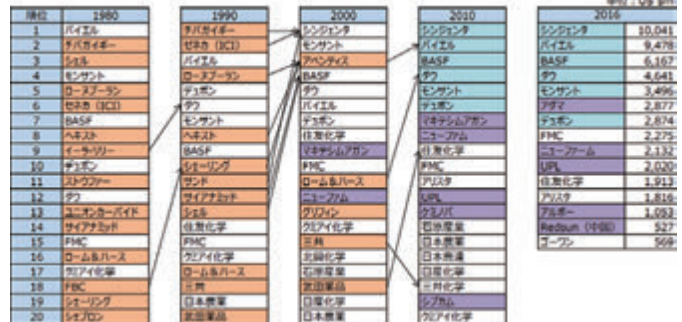 単位：US $m
順位 1980 1990 2000 2010 2016
1 バイエル チバガイギー シンジェンタ シンジェンタ シンジェンタ 10,041
2 チバガイギー ゼネカ (ICI) モンサント バイエル バイエル 9,478
3 シェル バイエル アベンティス BASF BASF 6,167
4 モンサント ローヌプーラン BASF ダウ ダウ 4,641
5 ローヌプーラン デュポン ダウ モンサント モンサント 3,496
6 ゼネカ (ICI) ダウ バイエル デュポン アダマ 2,877
7 BASF モンサント デュポン マキテシムアガン デュポン 2,874
8 ヘキスト ヘキスト 住友化学 ニューファム FMC 2,275
9 イーラ-リリー BASF マキテシムアガン 住友化学 ニューファーム 2,132
10 デュポン シェーリング FMC FMC UPL 2,020
11 ストウファー サンド ローム&ハース アリスタ 住友化学 1,913
12 ダウ サイアナミッド ニューファム UPL アリスタ 1,816
13 ユニオンカーバイド シェル グリフィン ケミノバ アルボー 1,053
14 サイアナミッド 住友化学 クミアイ化学 石原産業 Redsun (中国) 527
15 FMC FMC 三共 日本農業 ゴーワン 569
16 ローム&ハース クミアイ化学 北興化学 日本曹達
17 クミアイ化学 ローム&ハース 石原産業 日産化学
18 FBC 三共 武田薬品 三井化学
19 シェーリング 日本農業 日産化学 シプカム
20 日本農業 武田薬品 日本農業 クミアイ化学